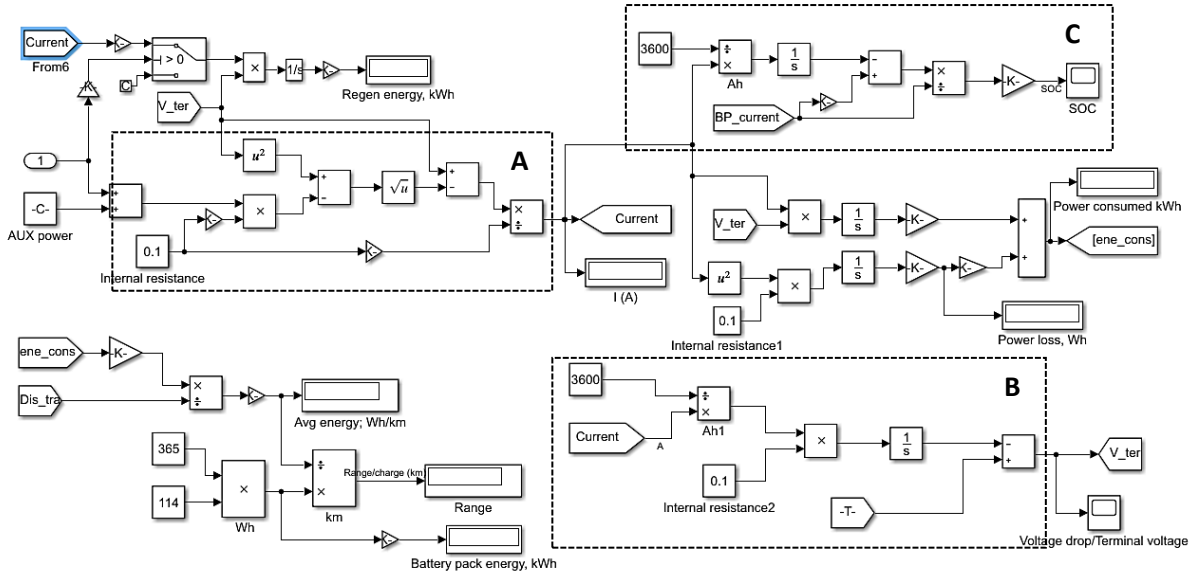 Current
From6
K-
> 0
C
-K-
V_ter
×
1/s
K-
Regen energy, kWh
1
-C-
AUX power
+
+
A
u²
K-
×
0.1
Internal resistance
+
−
√u
+
−
K-
×
÷
Current
I (A)
C
3600
÷
×
Ah
1
s
BP_current
K-
−
+
×
÷
-K-
SOC
SOC
V_ter
×
1
s
-K-
u²
0.1
Internal resistance1
×
1
s
-K-
K-
+
+
Power consumed kWh
[ene_cons]
Power loss, Wh
ene_cons
-K-
Dis_tra
×
÷
K-
Avg energy; Wh/km
365
114
×
Wh
÷
×
km
Range/charge (km)
Range
K-
Battery pack energy, kWh
B
3600
Current
A
÷
×
Ah1
0.1
Internal resistance2
×
1
s
-T-
−
+
V_ter
Voltage drop/Terminal voltage